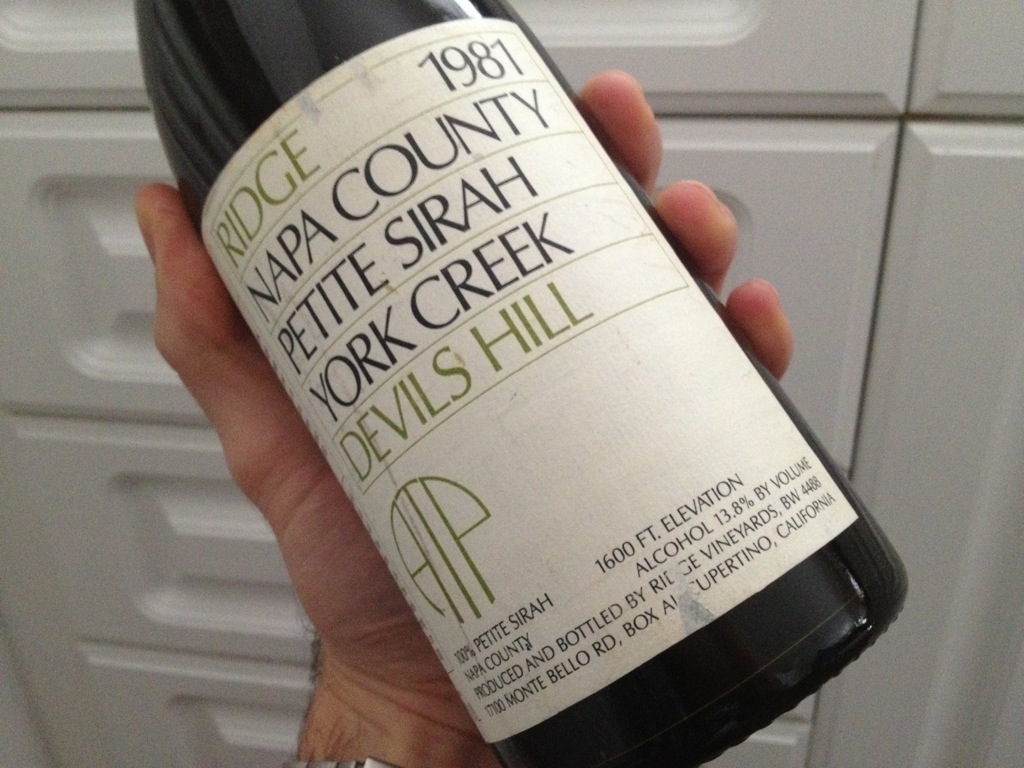 RIDGE 1981
NAPA COUNTY
PETITE SIRAH
YORK CREEK
DEVILS HILL
ATP
100% PETITE SIRAH 1600 FT. ELEVATION
NAPA COUNTY ALCOHOL 13.8% BY VOLUME
PRODUCED AND BOTTLED BY RIDGE VINEYARDS, BW 4488
17100 MONTE BELLO RD, BOX CUPERTINO, CALIFORNIA